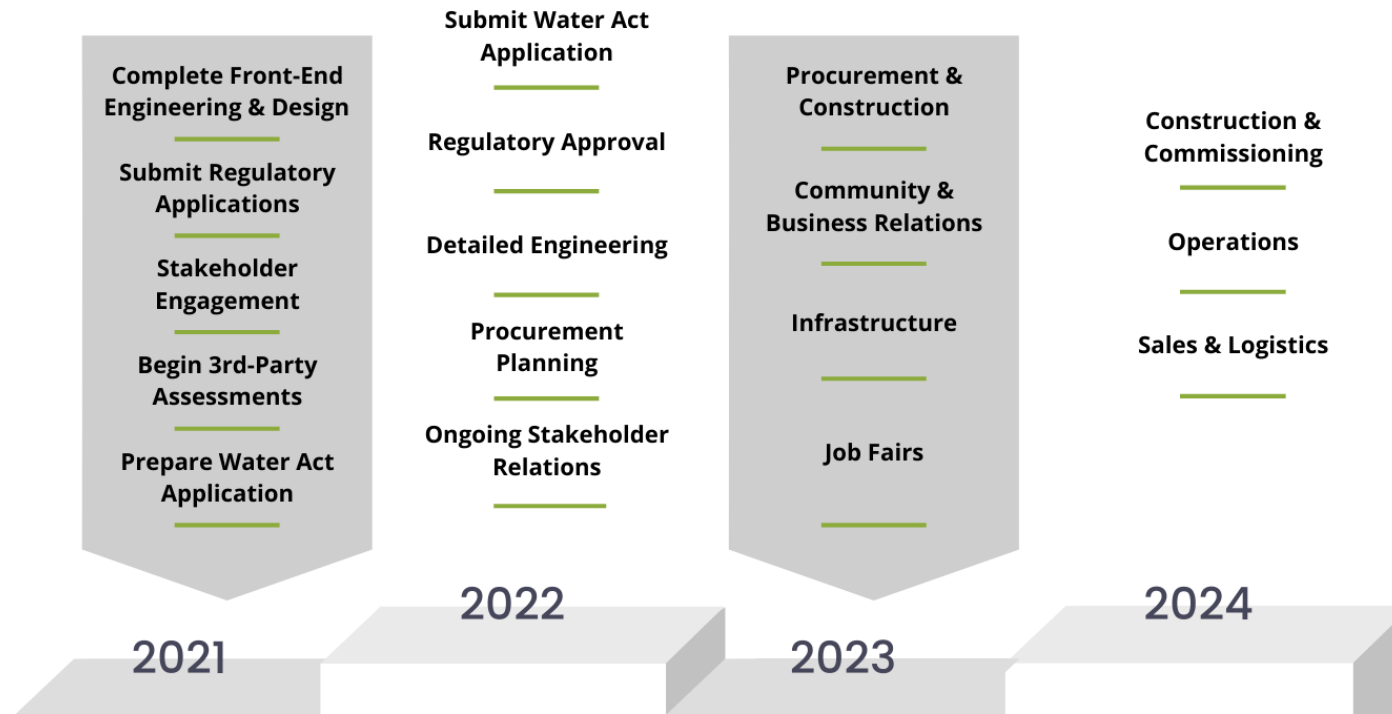 Complete Front-End
Engineering & Design
Submit Regulatory
Applications
Stakeholder
Engagement
Begin 3rd-Party
Assessments
Prepare Water Act
Application
2021
Submit Water Act
Application
Regulatory Approval
Detailed Engineering
Procurement
Planning
Ongoing Stakeholder
Relations
2022
Procurement &
Construction
Community &
Business Relations
Infrastructure
Job Fairs
2023
Construction &
Commissioning
Operations
Sales & Logistics
2024